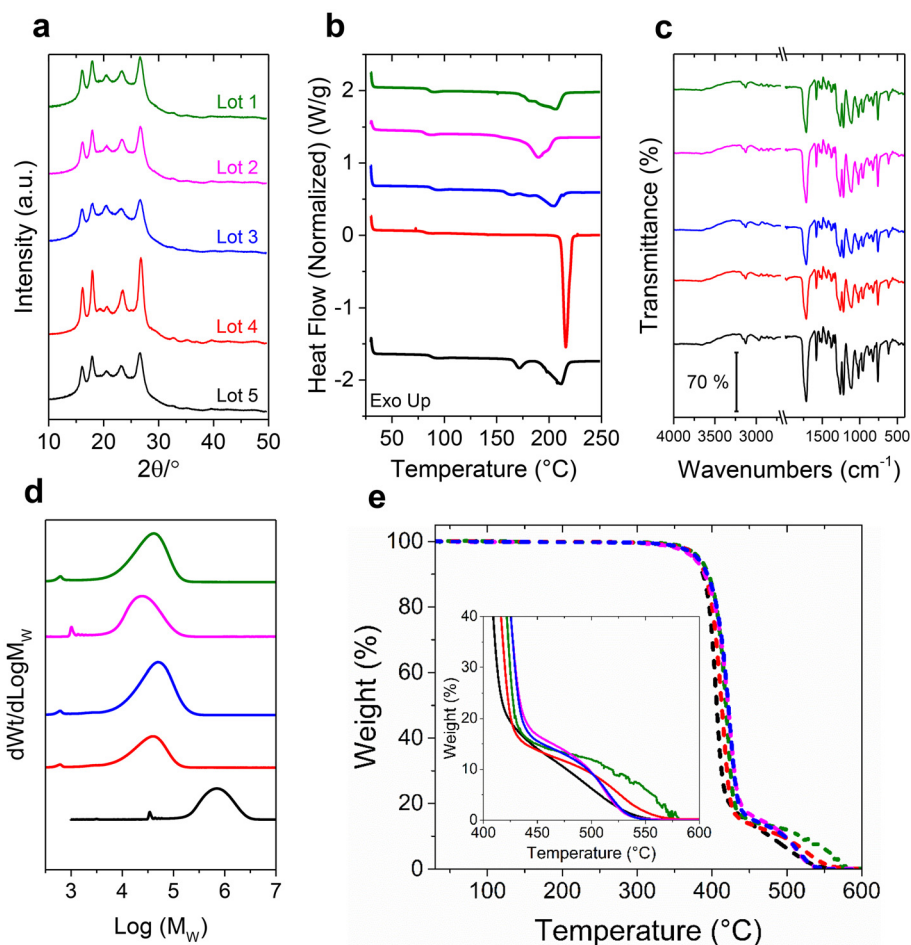 a
Lot 1
Lot 2
Lot 3
Lot 4
Lot 5
Intensity (a.u.)
10 20 30 40 50
2θ/°
b
Heat Flow (Normalized) (W/g)
2
1
0
-1
-2
Exo Up
50 100 150 200 250
Temperature (°C)
c
Transmittance (%)
70 %
4000 3500 3000 1500 1000 500
Wavenumbers (cm⁻¹)
d
dWt/dLogM_W
3 4 5 6 7
Log (M_W)
e
Weight (%)
100
80
60
40
20
0
100 200 300 400 500 600
Temperature (°C)
Weight (%)
40
30
20
10
0
400 450 500 550 600
Temperature (°C)